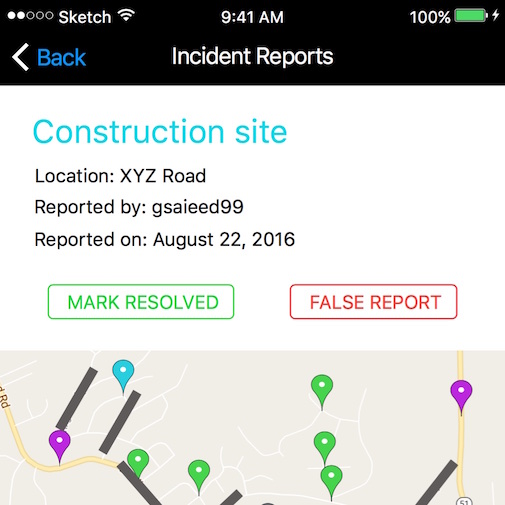 Sketch 9:41 AM 100%
Back Incident Reports
Construction site
Location: XYZ Road
Reported by: gsaieed99
Reported on: August 22, 2016
MARK RESOLVED FALSE REPORT
Rd
51